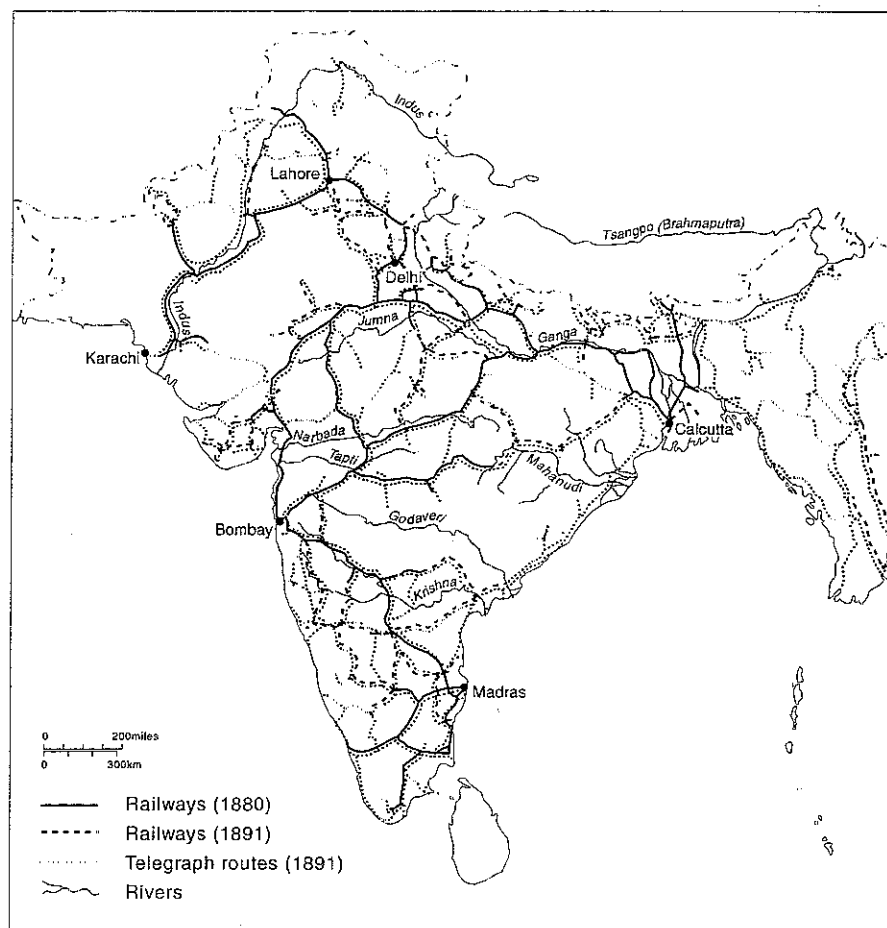 Indus
Lahore
Tsangpo (Brahmaputra)
Delhi
Indus
Jumna
Ganga
Karachi
Calcutta
Narbada
Tapti
Mahanudi
Godaveri
Bombay
Krishna
Madras
0 200miles
0 300km
Railways (1880)
Railways (1891)
Telegraph routes (1891)
Rivers